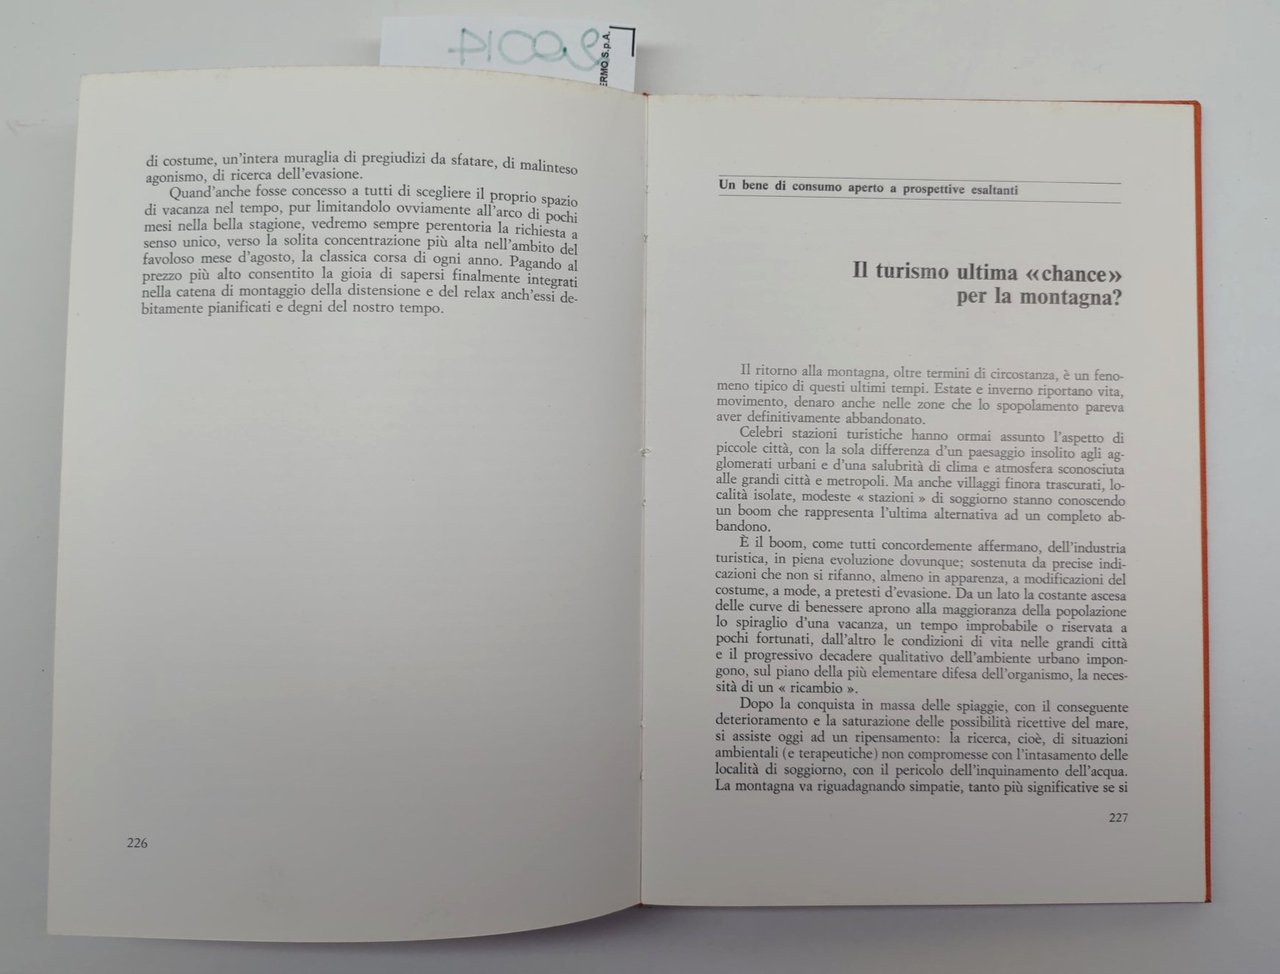 20014
ERMO S.p.A.
di costume, un'intera muraglia di pregiudizi da sfatare, di malinteso
agonismo, di ricerca dell'evasione.
Quand'anche fosse concesso a tutti di scegliere il proprio spazio
di vacanza nel tempo, pur limitandolo ovviamente all'arco di pochi
mesi nella bella stagione, vedremo sempre perentoria la richiesta a
senso unico, verso la solita concentrazione più alta nell'ambito del
favoloso mese d'agosto, la classica corsa di ogni anno. Pagando al
prezzo più alto consentito la gioia di sapersi finalmente integrati
nella catena di montaggio della distensione e del relax anch'essi de-
bitamente pianificati e degni del nostro tempo.
226
Un bene di consumo aperto a prospettive esaltanti
Il turismo ultima «chance»
per la montagna?
Il ritorno alla montagna, oltre termini di circostanza, è un feno-
meno tipico di questi ultimi tempi. Estate e inverno riportano vita,
movimento, denaro anche nelle zone che lo spopolamento pareva
aver definitivamente abbandonato.
Celebri stazioni turistiche hanno ormai assunto l'aspetto di
piccole città, con la sola differenza d'un paesaggio insolito agli ag-
glomerati urbani e d'una salubrità di clima e atmosfera sconosciuta
alle grandi città e metropoli. Ma anche villaggi finora trascurati, lo-
calità isolate, modeste « stazioni » di soggiorno stanno conoscendo
un boom che rappresenta l'ultima alternativa ad un completo ab-
bandono.
È il boom, come tutti concordemente affermano, dell'industria
turistica, in piena evoluzione dovunque; sostenuta da precise indi-
cazioni che non si rifanno, almeno in apparenza, a modificazioni del
costume, a mode, a pretesti d'evasione. Da un lato la costante ascesa
delle curve di benessere aprono alla maggioranza della popolazione
lo spiraglio d'una vacanza, un tempo improbabile o riservata a
pochi fortunati, dall'altro le condizioni di vita nelle grandi città
e il progressivo decadere qualitativo dell'ambiente urbano impon-
gono, sul piano della più elementare difesa dell'organismo, la neces-
sità di un « ricambio ».
Dopo la conquista in massa delle spiaggie, con il conseguente
deterioramento e la saturazione delle possibilità ricettive del mare,
si assiste oggi ad un ripensamento: la ricerca, cioè, di situazioni
ambientali (e terapeutiche) non compromesse con l'intasamento delle
località di soggiorno, con il pericolo dell'inquinamento dell'acqua.
La montagna va riguadagnando simpatie, tanto più significative se si
227